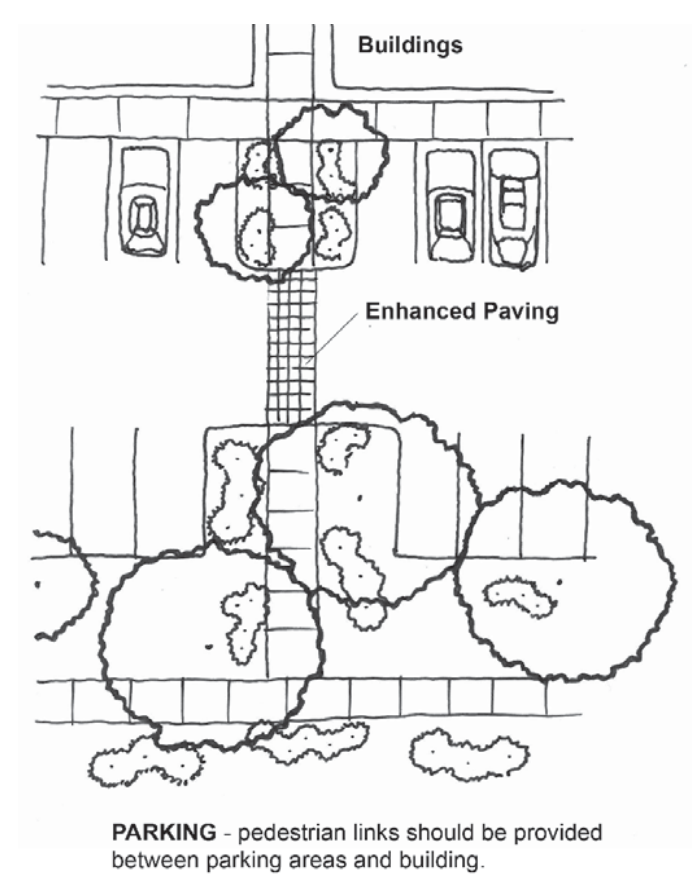 Buildings
Enhanced Paving
PARKING - pedestrian links should be provided
between parking areas and building.